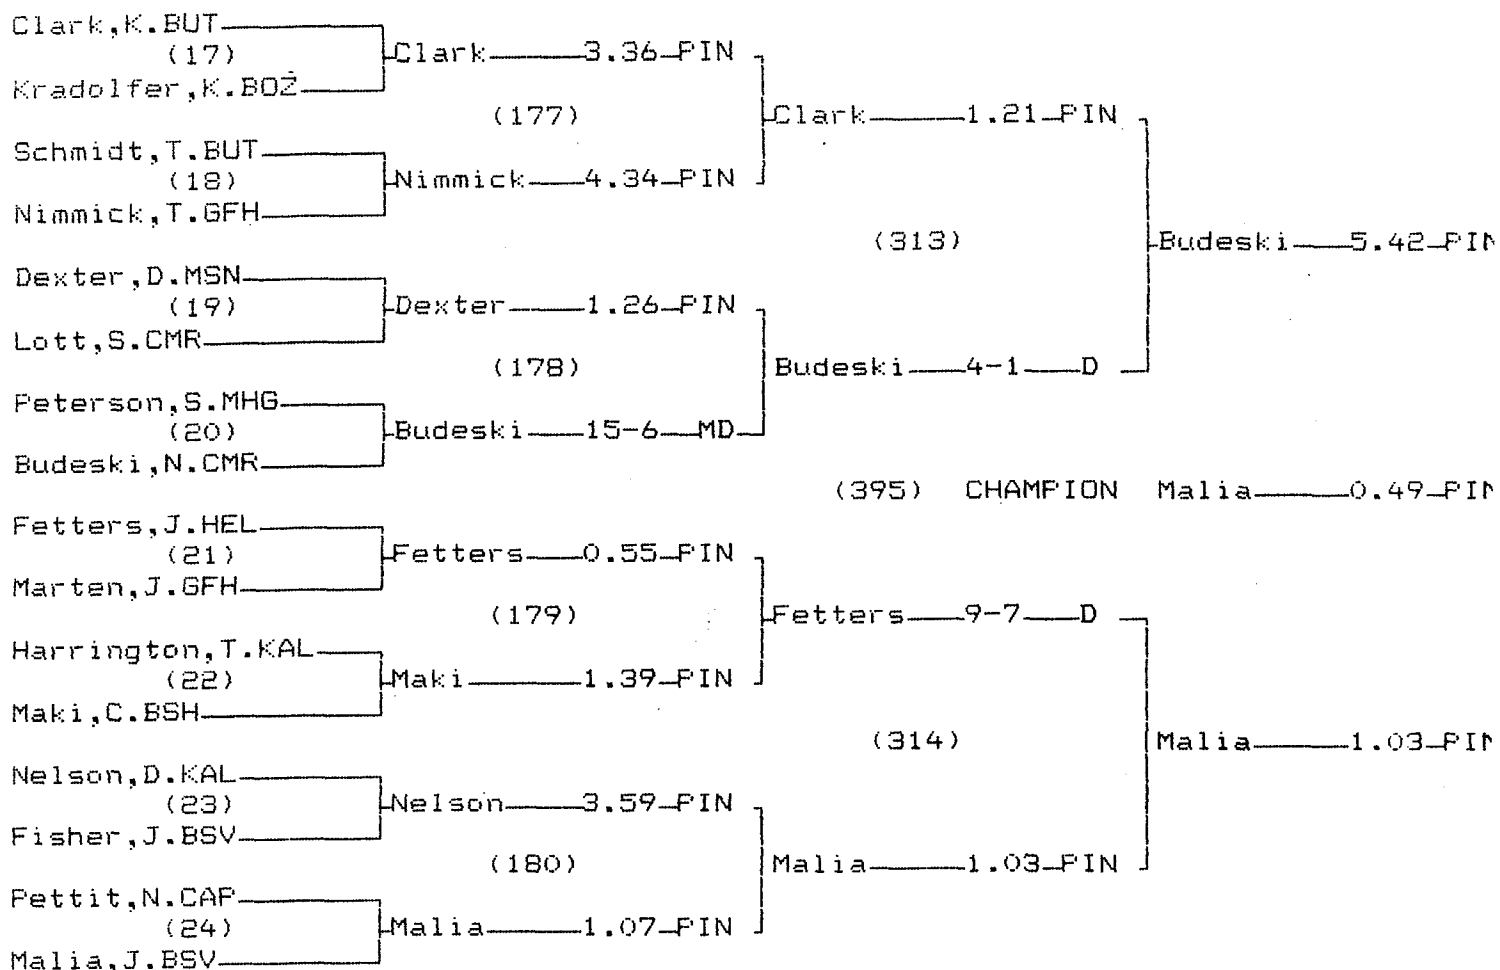 Clark,K.BUT
(17) Clark 3.36 PIN
Kradolfer,K.BOZ
(177) Clark 1.21 PIN
Schmidt,T.BUT
(18) Nimmick 4.34 PIN
Nimmick,T.GFH
(313) Budeski 5.42 PIN
Dexter,D.MSN
(19) Dexter 1.26 PIN
Lott,S.CMR
(178) Budeski 4-1 D
Peterson,S.MHG
(20) Budeski 15-6 MD
Budeski,N.CMR
(395) CHAMPION Malia 0.49 PIN
Fetters,J.HEL
(21) Fetters 0.55 PIN
Marten,J.GFH
(179) Fetters 9-7 D
Harrington,T.KAL
(22) Maki 1.39 PIN
Maki,C.BSH
(314) Malia 1.03 PIN
Nelson,D.KAL
(23) Nelson 3.59 PIN
Fisher,J.BSV
(180) Malia 1.03 PIN
Pettit,N.CAP
(24) Malia 1.07 PIN
Malia,J.BSV